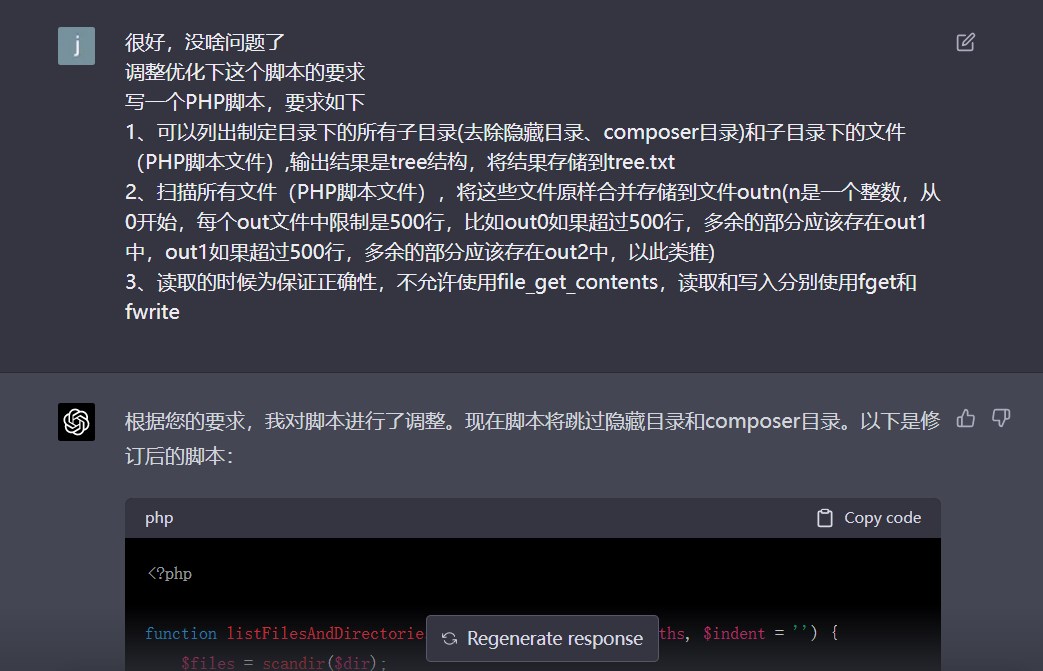 j
很好，没啥问题了
调整优化下这个脚本的要求
写一个PHP脚本，要求如下
1、可以列出制定目录下的所有子目录(去除隐藏目录、composer目录)和子目录下的文件
（PHP脚本文件）,输出结果是tree结构，将结果存储到tree.txt
2、扫描所有文件（PHP脚本文件），将这些文件原样合并存储到文件outn(n是一个整数，从
0开始，每个out文件中限制是500行，比如out0如果超过500行，多余的部分应该存在out1
中，out1如果超过500行，多余的部分应该存在out2中，以此类推)
3、读取的时候为保证正确性，不允许使用file_get_contents，读取和写入分别使用fget和
fwrite
根据您的要求，我对脚本进行了调整。现在脚本将跳过隐藏目录和composer目录。以下是修
订后的脚本：
php Copy code
<?php
function listFilesAndDirectorie ths, $indent = '') {
Regenerate response
$files = scandir($dir);